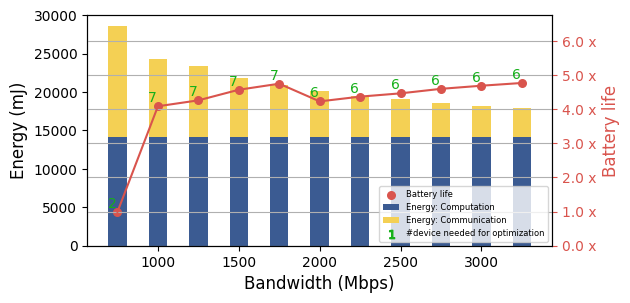 30000
25000
20000
15000
10000
5000
0
Energy (mJ)
6.0 x
5.0 x
4.0 x
3.0 x
2.0 x
1.0 x
0.0 x
Battery life
2
7
7
7
7
6
6
6
6
6
6
Battery life
Energy: Computation
Energy: Communication
1 #device needed for optimization
1000
1500
2000
2500
3000
Bandwidth (Mbps)